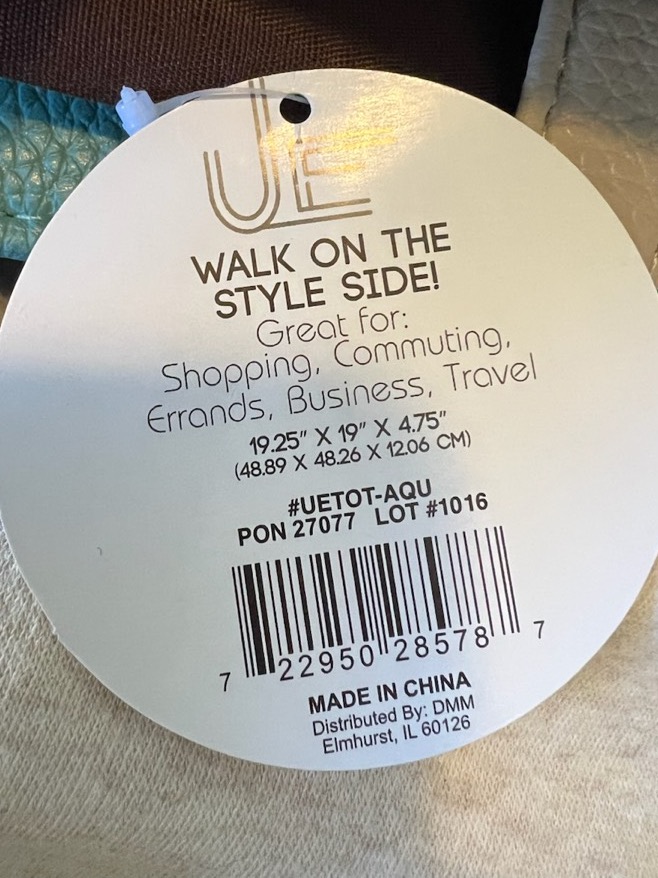 UE
WALK ON THE
STYLE SIDE!
Great for:
Shopping, Commuting,
Errands, Business, Travel
19.25" X 19" X 4.75"
(48.89 X 48.26 X 12.06 CM)
#UETOT-AQU
PON 27077 LOT #1016
7 22950 28578 7
MADE IN CHINA
Distributed By: DMM
Elmhurst, IL 60126